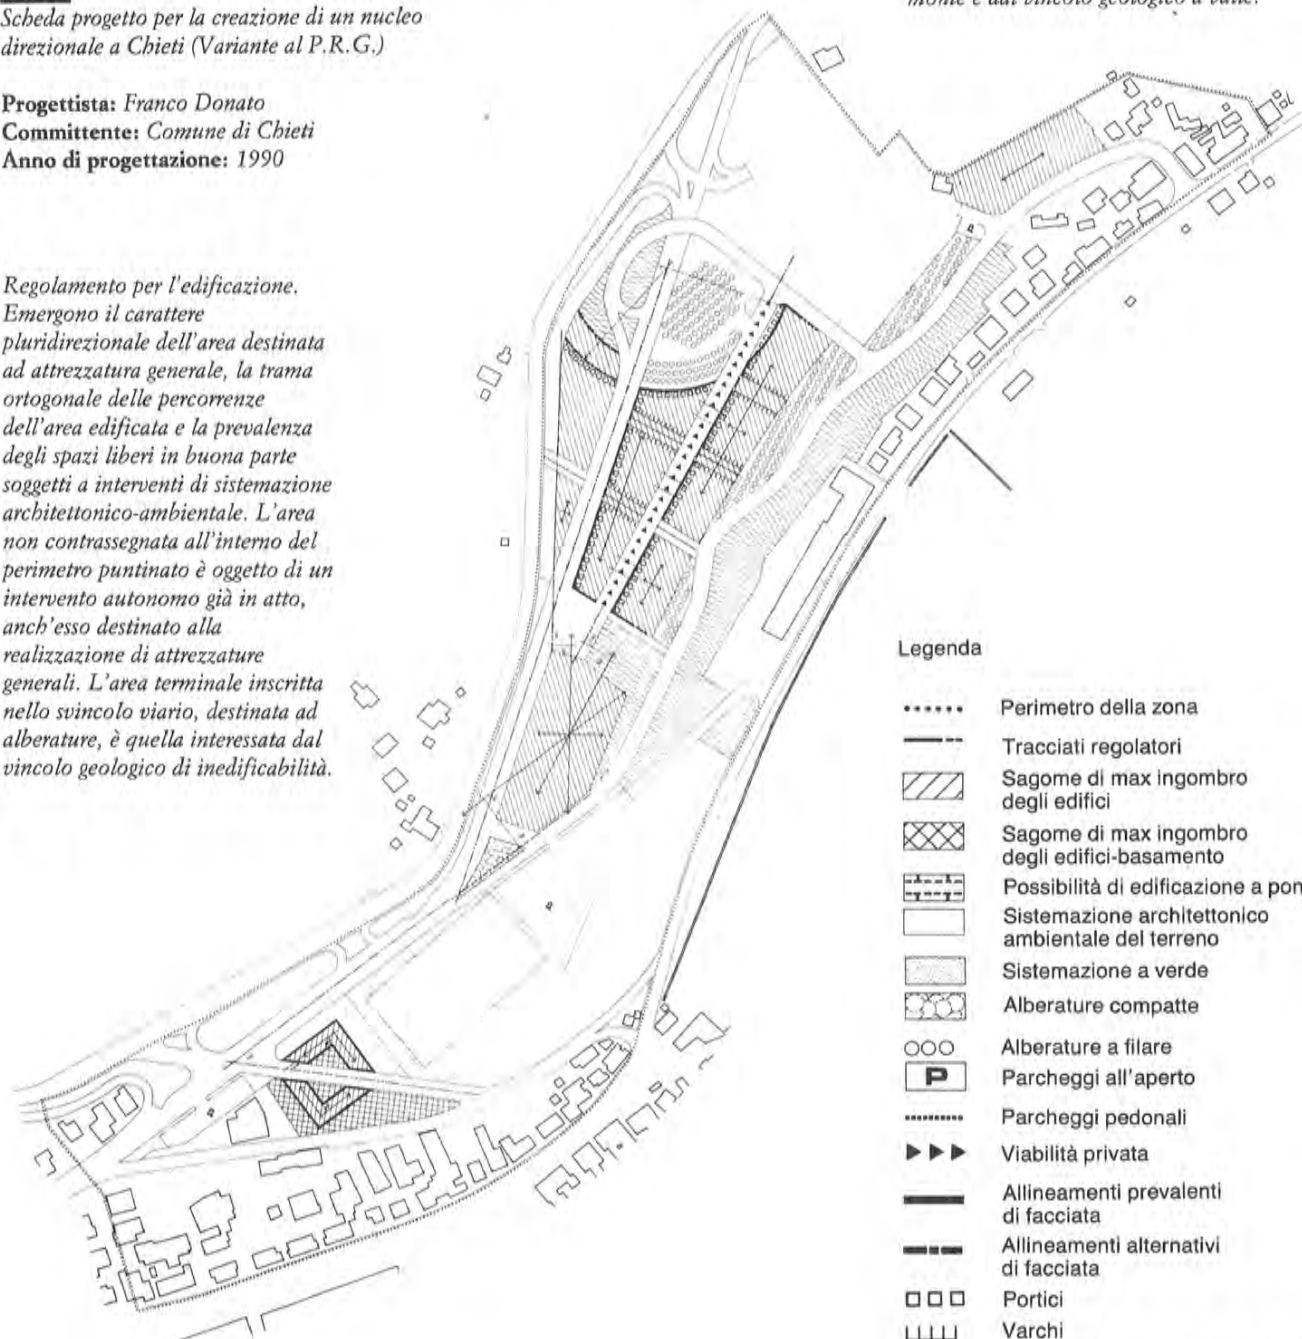 Scheda progetto per la creazione di un nucleo
direzionale a Chieti (Variante al P.R.G.)
Progettista: Franco Donato
Committente: Comune di Chieti
Anno di progettazione: 1990
Regolamento per l'edificazione.
Emergono il carattere
pluridirezionale dell'area destinata
ad attrezzatura generale, la trama
ortogonale delle percorrenze
dell'area edificata e la prevalenza
degli spazi liberi in buona parte
soggetti a interventi di sistemazione
architettonico-ambientale. L'area
non contrassegnata all'interno del
perimetro puntinato è oggetto di un
intervento autonomo già in atto,
anch'esso destinato alla
realizzazione di attrezzature
generali. L'area terminale inscritta
nello svincolo viario, destinata ad
alberature, è quella interessata dal
vincolo geologico di inedificabilità.
monte e dal vincolo geologico a valle.
P
P
P
Legenda
Perimetro della zona
Tracciati regolatori
Sagome di max ingombro
degli edifici
Sagome di max ingombro
degli edifici-basamento
Possibilità di edificazione a pon
Sistemazione architettonico
ambientale del terreno
Sistemazione a verde
Alberature compatte
Alberature a filare
P Parcheggi all'aperto
Parcheggi pedonali
Viabilità privata
Allineamenti prevalenti
di facciata
Allineamenti alternativi
di facciata
Portici
Varchi